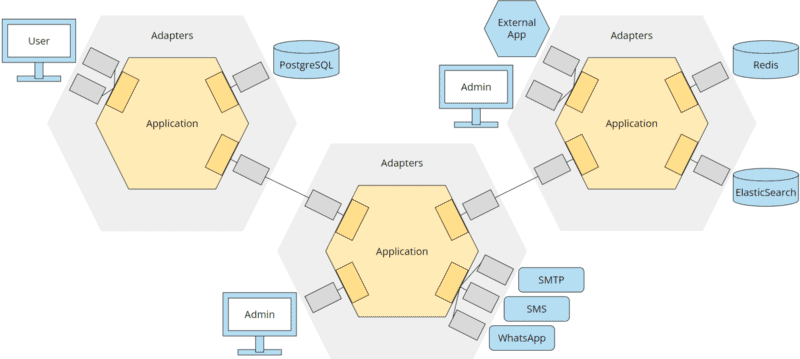 User
Adapters
PostgreSQL
Application
External
App
Adapters
Redis
Admin
Application
ElasticSearch
Adapters
Application
Admin
SMTP
SMS
WhatsApp